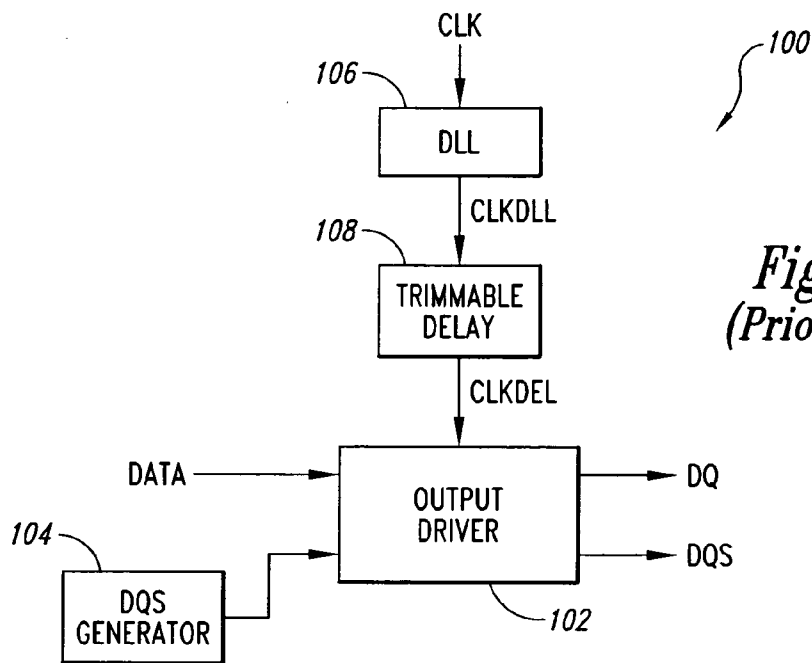 CLK
100
106
DLL
CLKDLL
108
TRIMMABLE
DELAY
Fig
(Prio
CLKDEL
DATA
OUTPUT
DRIVER
DQ
DQS
104
DQS
GENERATOR
102